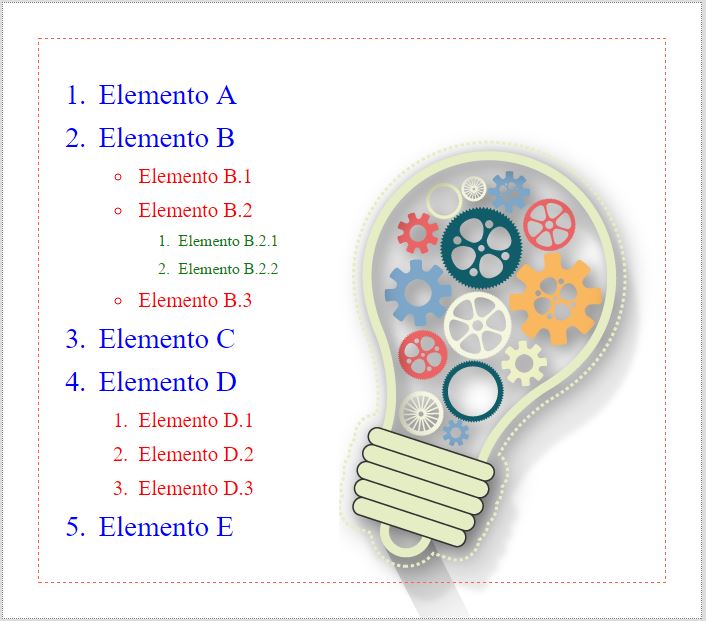 1. Elemento A
2. Elemento B
◦ Elemento B.1
◦ Elemento B.2
1. Elemento B.2.1
2. Elemento B.2.2
◦ Elemento B.3
3. Elemento C
4. Elemento D
1. Elemento D.1
2. Elemento D.2
3. Elemento D.3
5. Elemento E